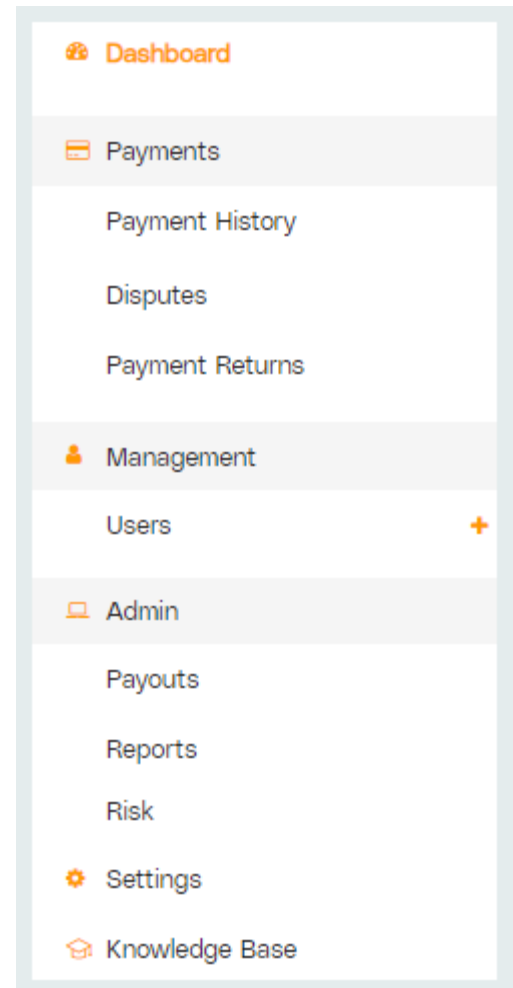 Dashboard
Payments
Payment History
Disputes
Payment Returns
Management
Users
Admin
Payouts
Reports
Risk
Settings
Knowledge Base